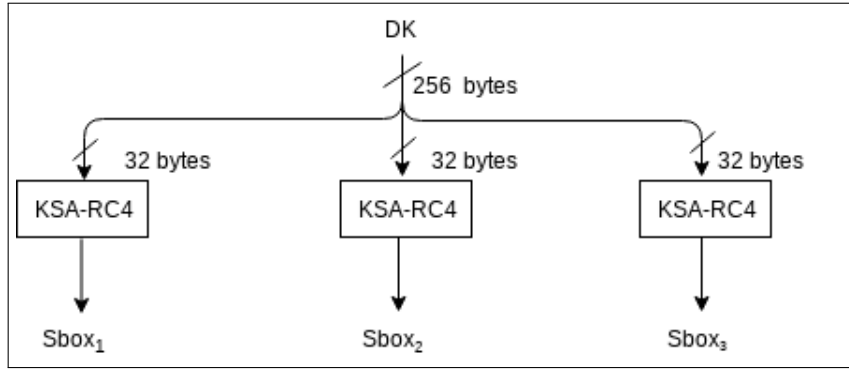 DK
256 bytes
32 bytes 32 bytes 32 bytes
KSA-RC4 KSA-RC4 KSA-RC4
Sbox₁ Sbox₂ Sbox₃